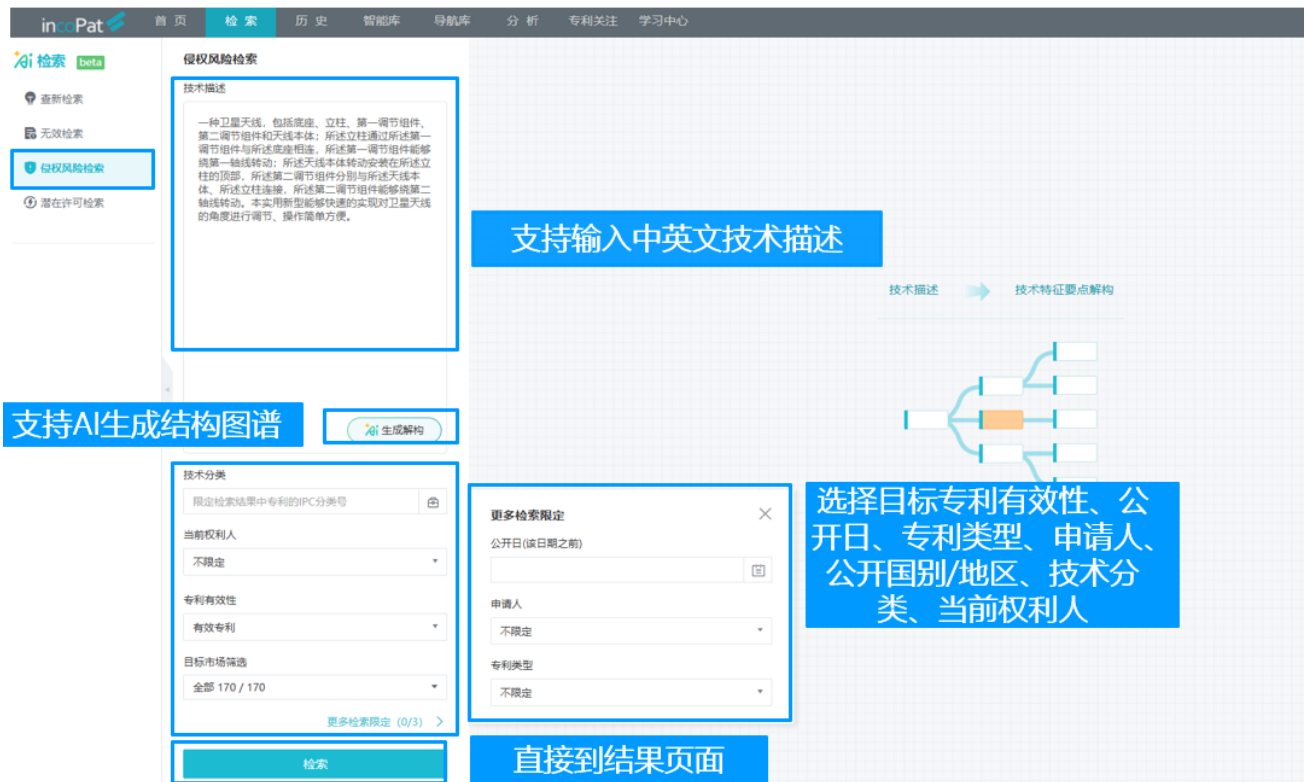 incoPat 首 页 检 索 历 史 智能库 导航库 分 析 专利关注 学习中心
Ai 检索 beta
查新检索
无效检索
侵权风险检索
潜在许可检索
侵权风险检索
技术描述
一种卫星天线，包括底座、立柱、第一调节组件、
第二调节组件和天线本体；所述立柱通过所述第一
调节组件与所述底座相连，所述第一调节组件能够
绕第一轴线转动；所述天线本体转动安装在所述立
柱的顶部，所述第二调节组件分别与所述天线本
体、所述立柱连接，所述第二调节组件能够绕第二
轴线转动。本实用新型能够快速的实现对卫星天线
的角度进行调节、操作简单方便。
支持输入中英文技术描述
技术描述 技术特征要点解构
支持AI生成结构图谱
Ai 生成解构
技术分类
限定检索结果中专利的IPC分类号
当前权利人
不限定
专利有效性
有效专利
目标市场筛选
全部 170 / 170
更多检索限定（0/3） >
检索
更多检索限定
公开日(该日期之前)
申请人
不限定
专利类型
不限定
选择目标专利有效性、公
开日、专利类型、申请人、
公开国别/地区、技术分
类、当前权利人
直接到结果页面